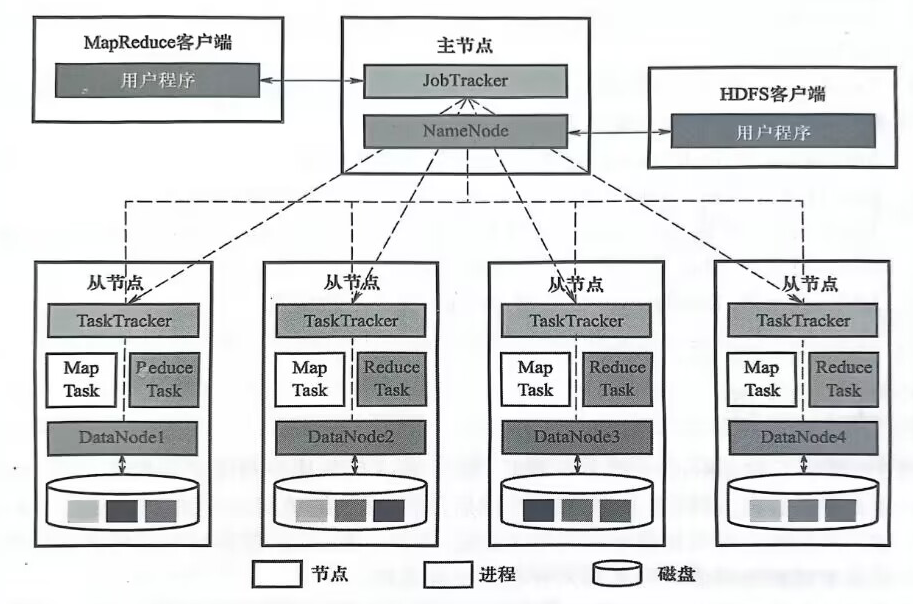 MapReduce客户端
用户程序
主节点
JobTracker
NameNode
HDFS客户端
用户程序
从节点
TaskTracker
Map Task
Reduce Task
DataNode1
从节点
TaskTracker
Map Task
Reduce Task
DataNode2
从节点
TaskTracker
Map Task
Reduce Task
DataNode3
从节点
TaskTracker
Map Task
Reduce Task
DataNode4
节点
进程
磁盘